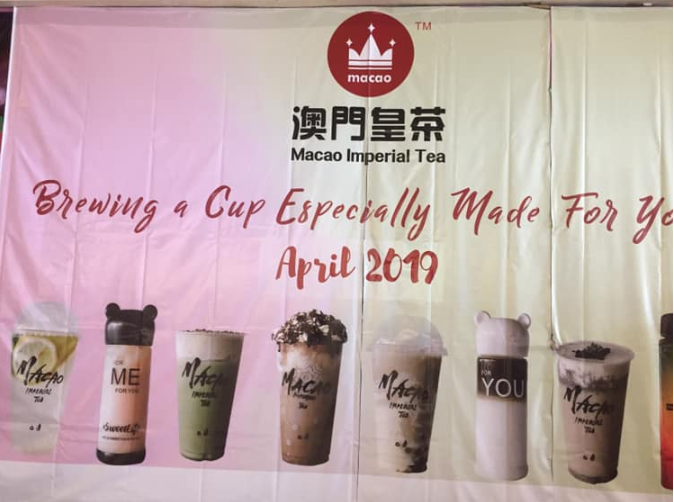 TM
macao
澳門皇茶
Macao Imperial Tea
Brewing a Cup Especially Made For Yo
April 2019
MACAO
IMPERIAL
TEA
ME
FOR YOU
Sweet
MACAO
IMPERIAL
TEA
MACAO
IMPERIAL
TEA
MACAO
IMPERIAL
TEA
FOR
YOU
MACAO
IMPERIAL
TEA